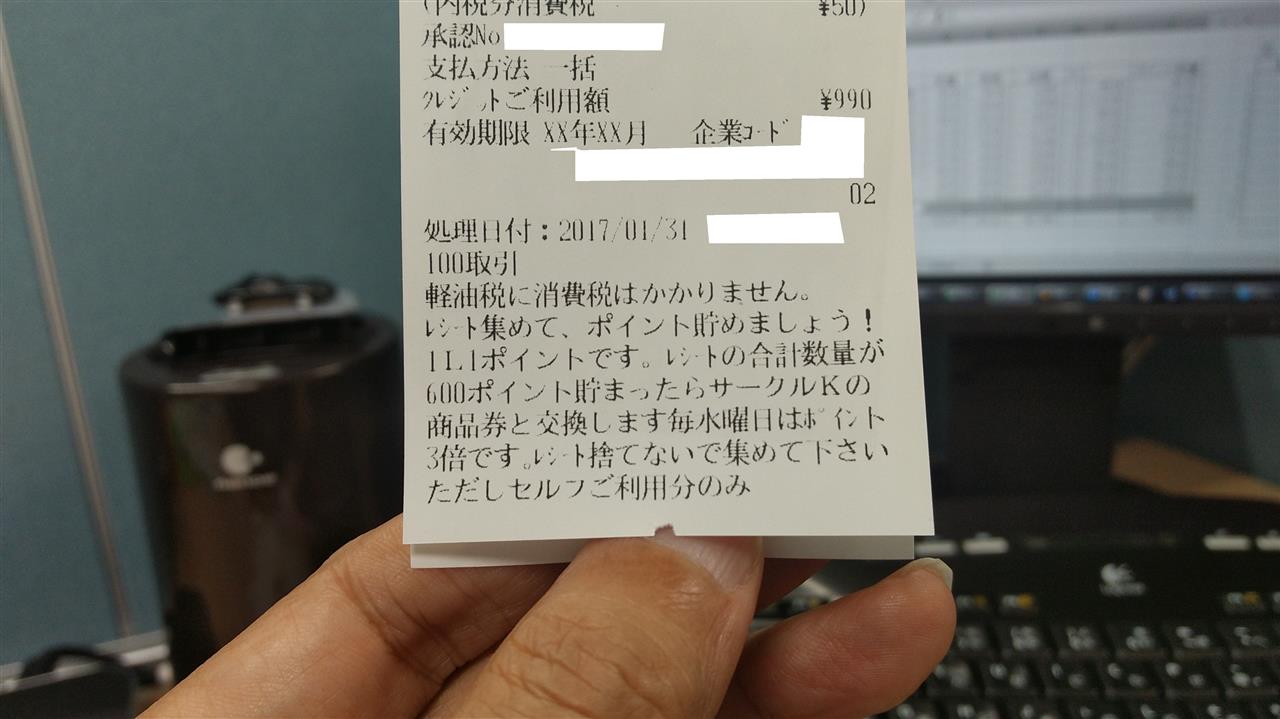 (内税分消費税 ¥50)
承認No
支払方法 一括
ｸﾚｼﾞｯﾄご利用額 ¥990
有効期限 XX年XX月 企業ｺｰﾄﾞ
02
処理日付：2017/01/31
100取引
軽油税に消費税はかかりません。
ﾚｼｰﾄ集めて、ポイント貯めましょう！
1L1ポイントです。ﾚｼｰﾄの合計数量が
600ポイント貯まったらサークルKの
商品券と交換します毎水曜日はﾎﾟｲﾝﾄ
3倍です。ﾚｼｰﾄ捨てないで集めて下さい
ただしセルフご利用分のみ